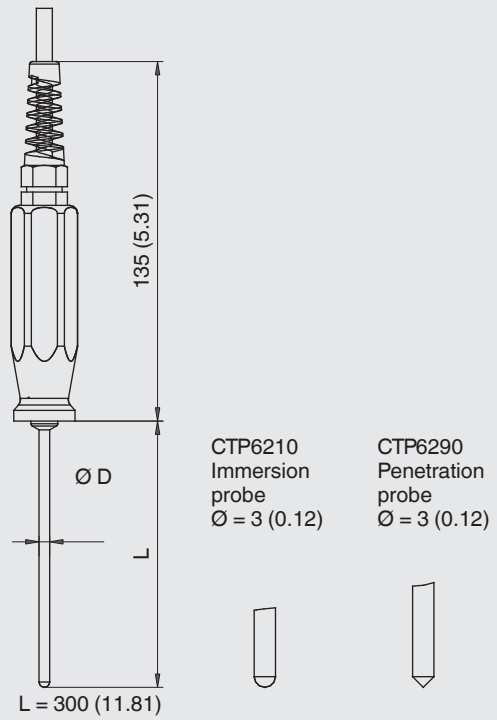 135 (5.31)
Ø D
L
L = 300 (11.81)
CTP6210
Immersion
probe
Ø = 3 (0.12)
CTP6290
Penetration
probe
Ø = 3 (0.12)